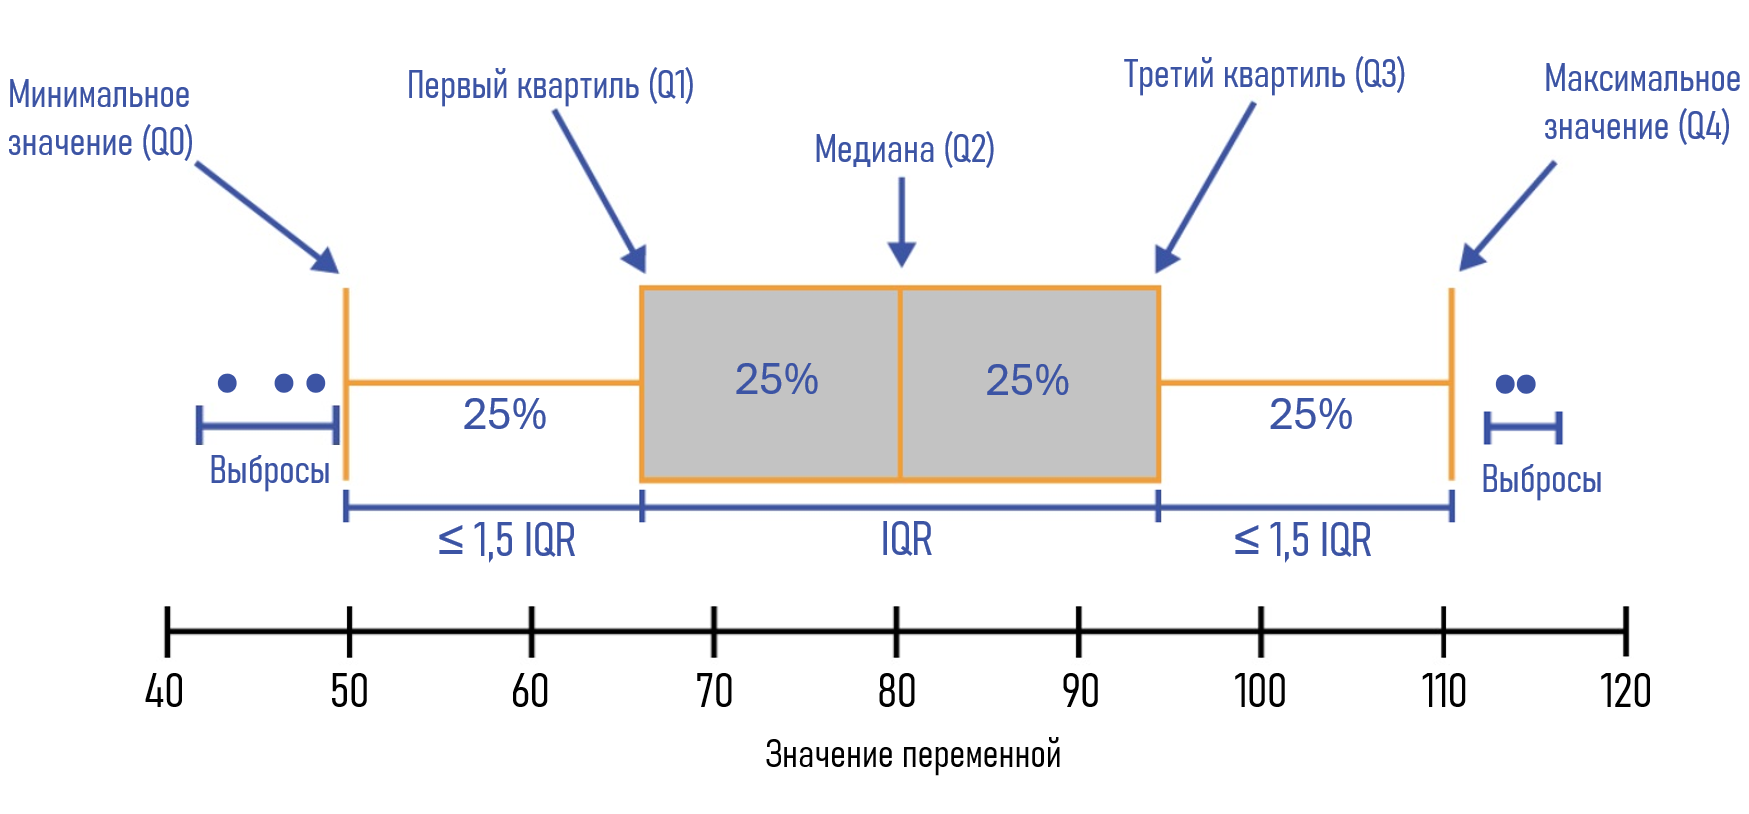 Минимальное
значение (Q0)
Первый квартиль (Q1)
Медиана (Q2)
Третий квартиль (Q3)
Максимальное
значение (Q4)
25%
25%
25%
25%
Выбросы
Выбросы
≤ 1,5 IQR
IQR
≤ 1,5 IQR
40 50 60 70 80 90 100 110 120
Значение переменной